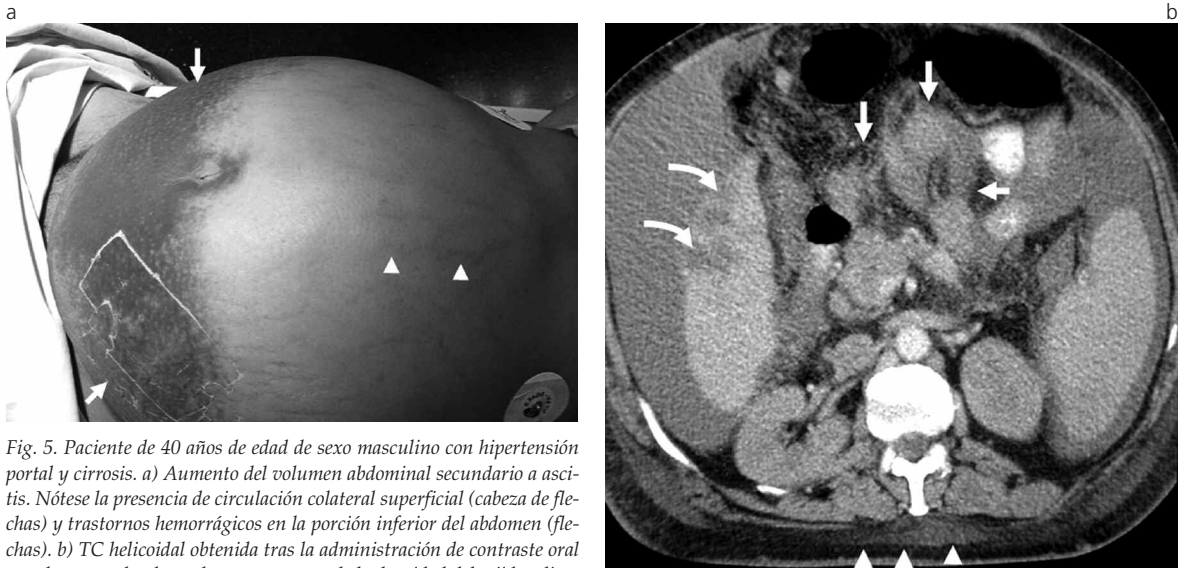 a
b
Fig. 5. Paciente de 40 años de edad de sexo masculino con hipertensión
portal y cirrosis. a) Aumento del volumen abdominal secundario a asci-
tis. Nótese la presencia de circulación colateral superficial (cabeza de fle-
chas) y trastornos hemorrágicos en la porción inferior del abdomen (fle-
chas). b) TC helicoidal obtenida tras la administración de contraste oral